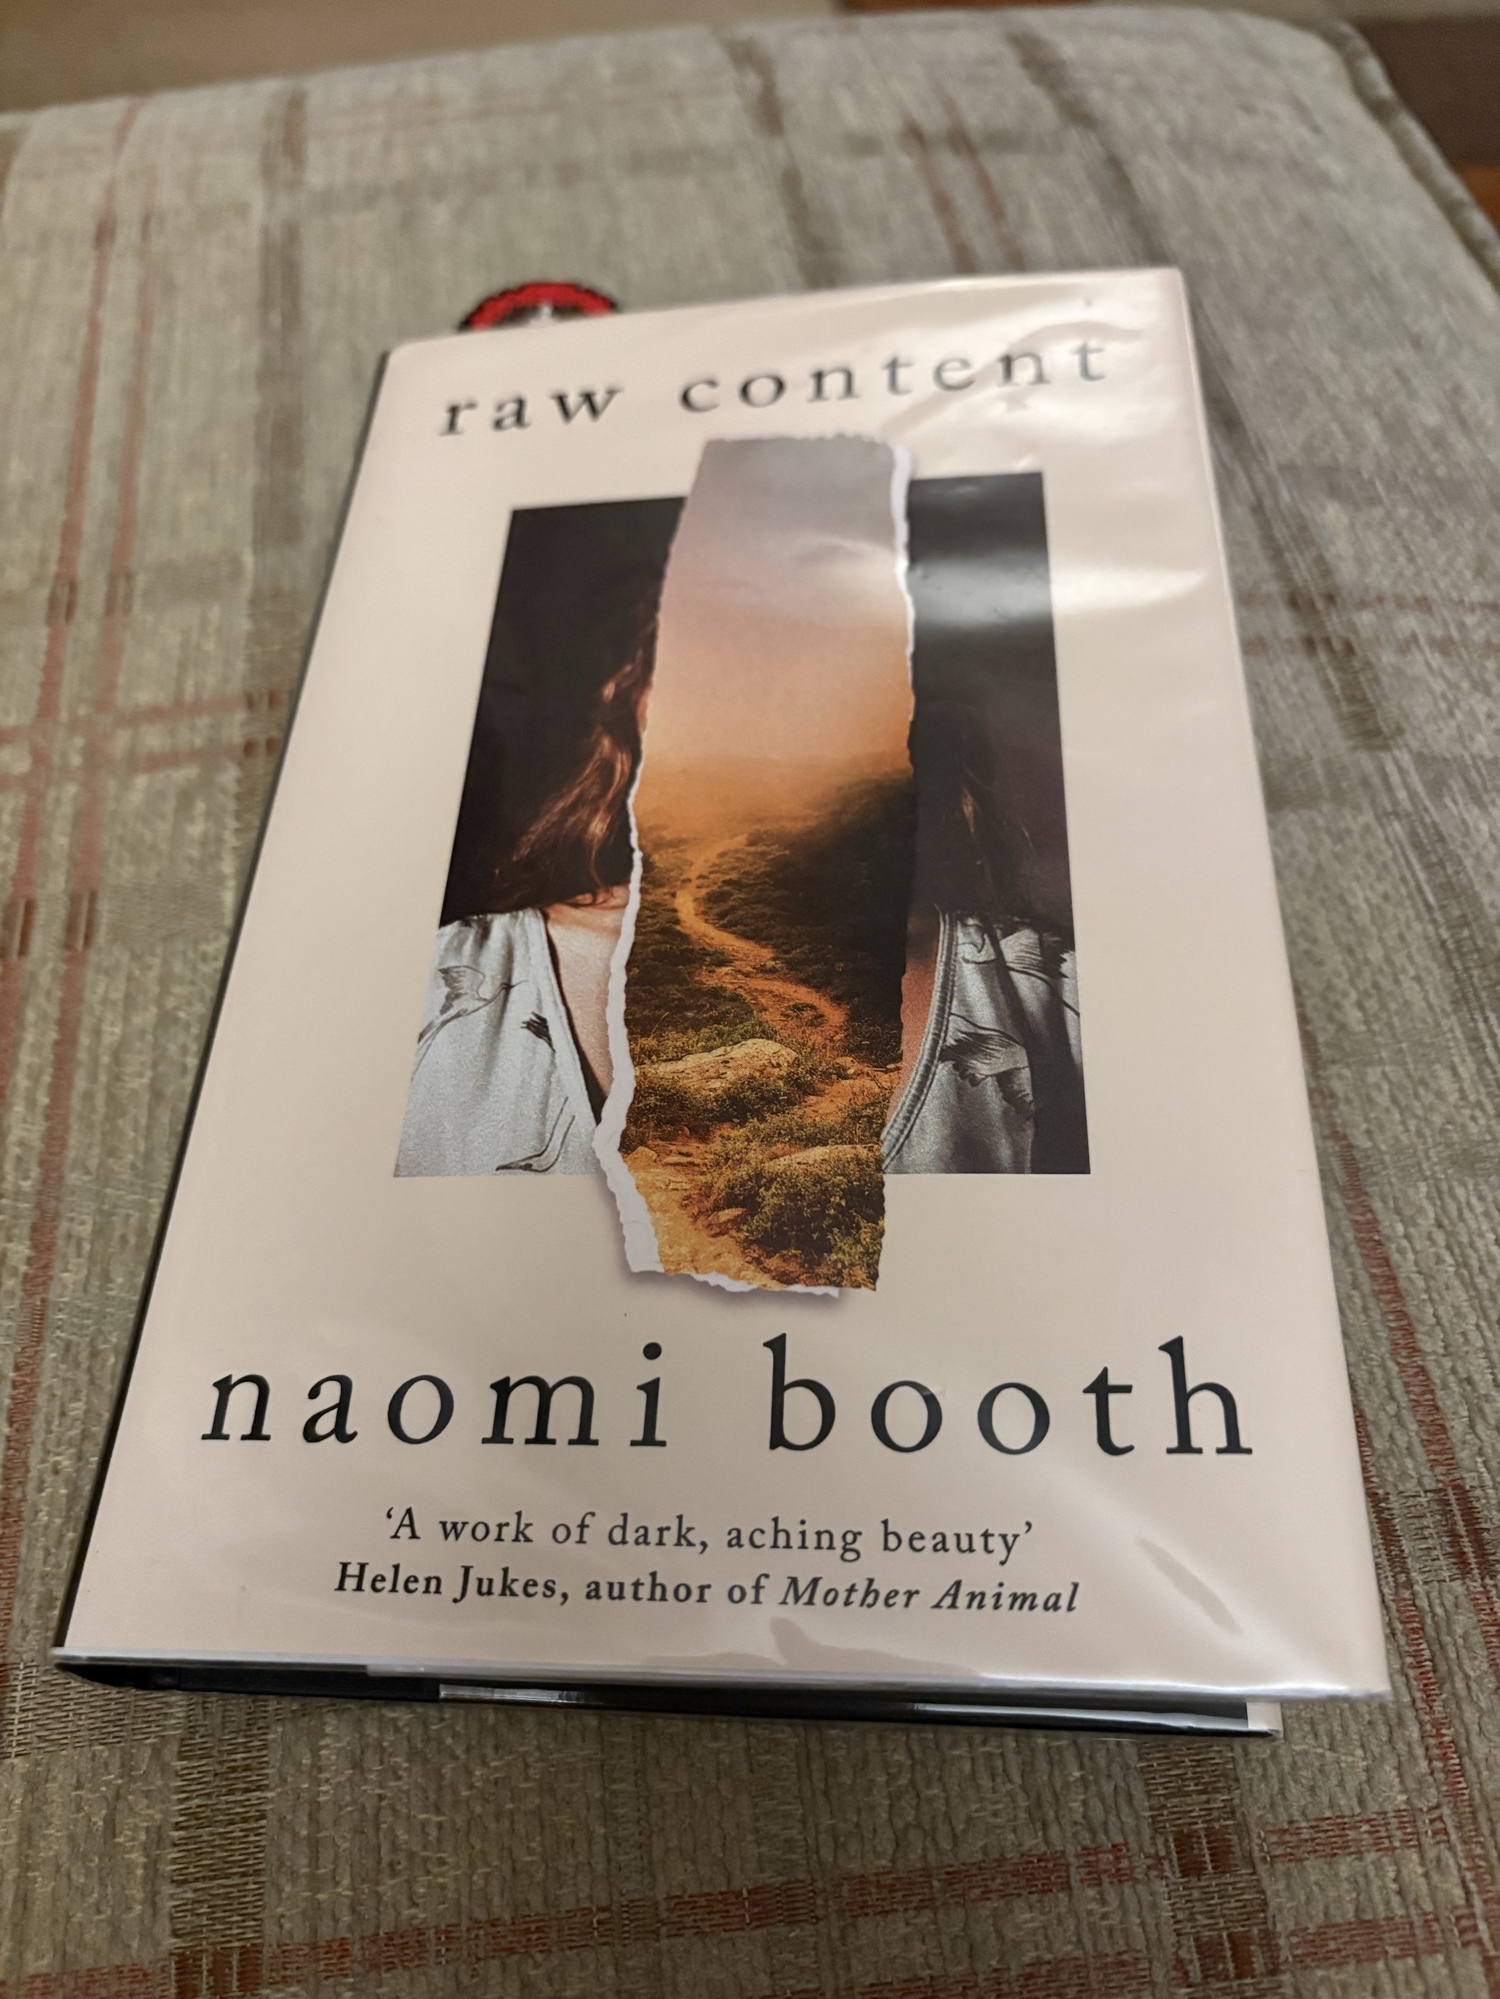 raw content
naomi booth
‘A work of dark, aching beauty’
Helen Jukes, author of Mother Animal